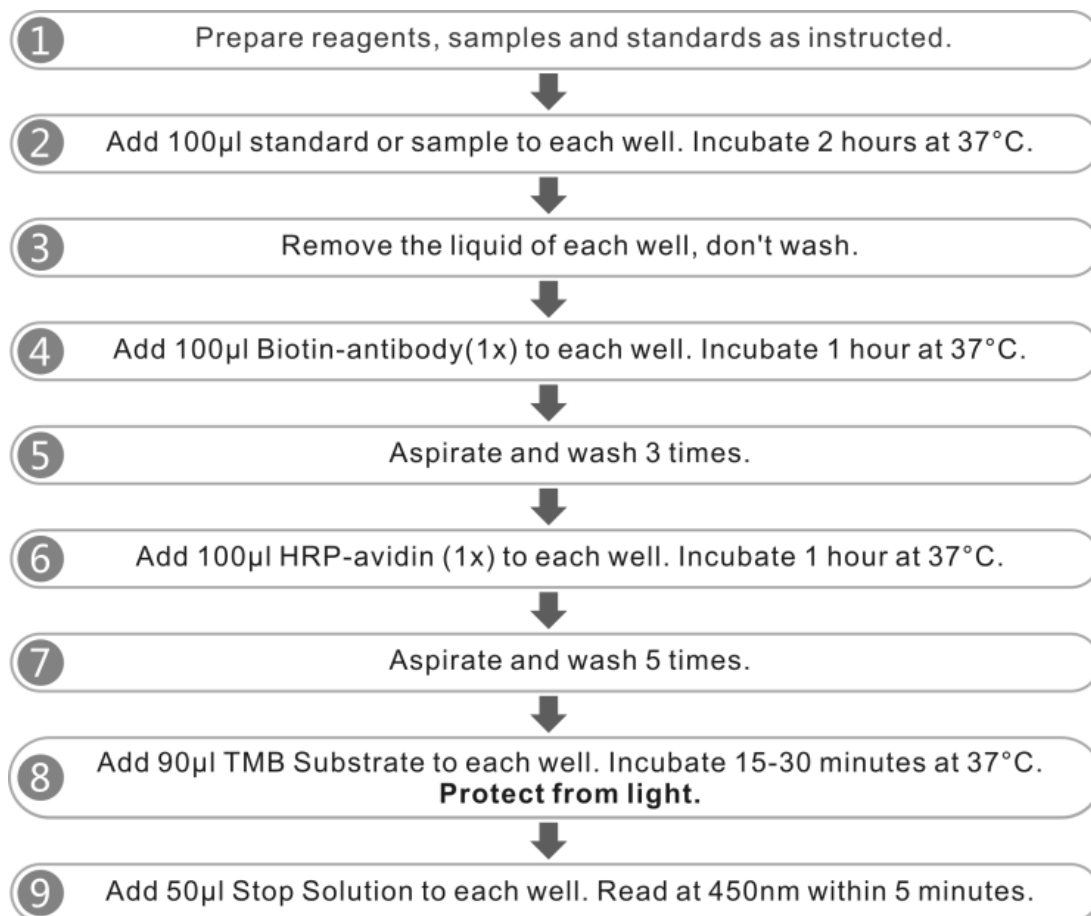 1 Prepare reagents, samples and standards as instructed.
2 Add 100µl standard or sample to each well. Incubate 2 hours at 37°C.
3 Remove the liquid of each well, don't wash.
4 Add 100µl Biotin-antibody(1x) to each well. Incubate 1 hour at 37°C.
5 Aspirate and wash 3 times.
6 Add 100µl HRP-avidin (1x) to each well. Incubate 1 hour at 37°C.
7 Aspirate and wash 5 times.
8 Add 90µl TMB Substrate to each well. Incubate 15-30 minutes at 37°C.
Protect from light.
9 Add 50µl Stop Solution to each well. Read at 450nm within 5 minutes.